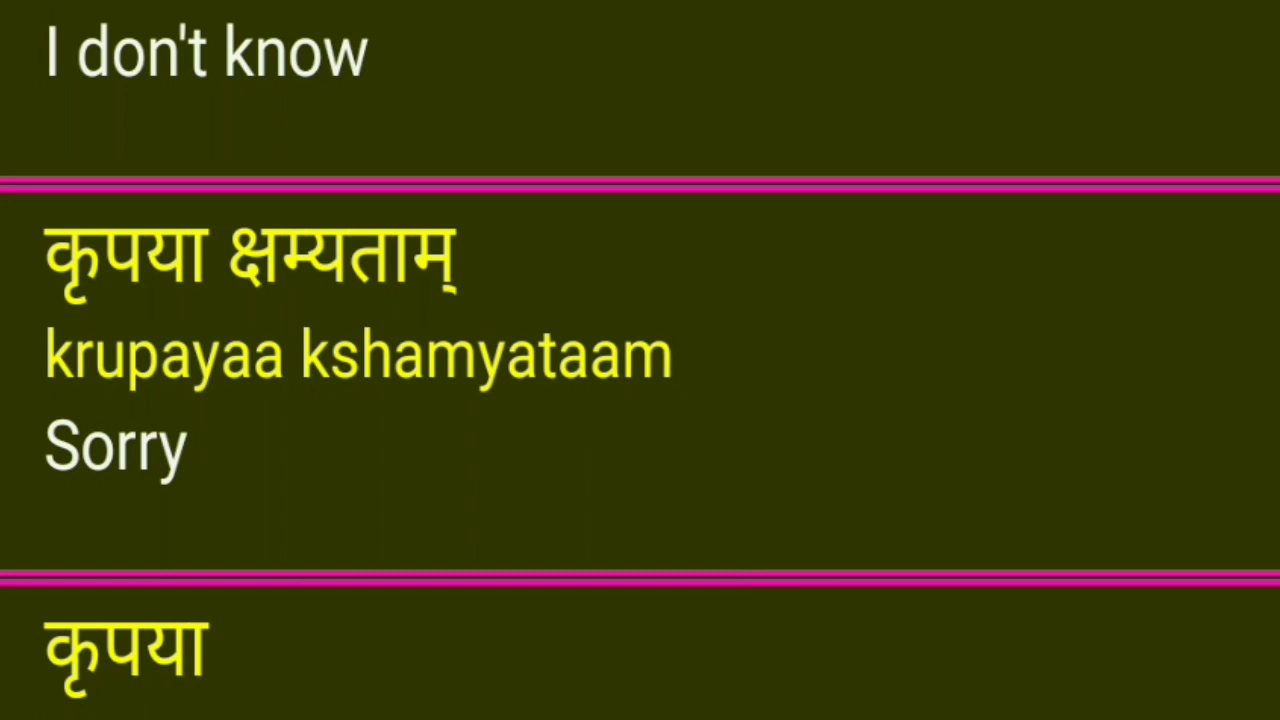 I don't know
कृपया क्षम्यताम्
krupayaa kshamyataam
Sorry
कृपया